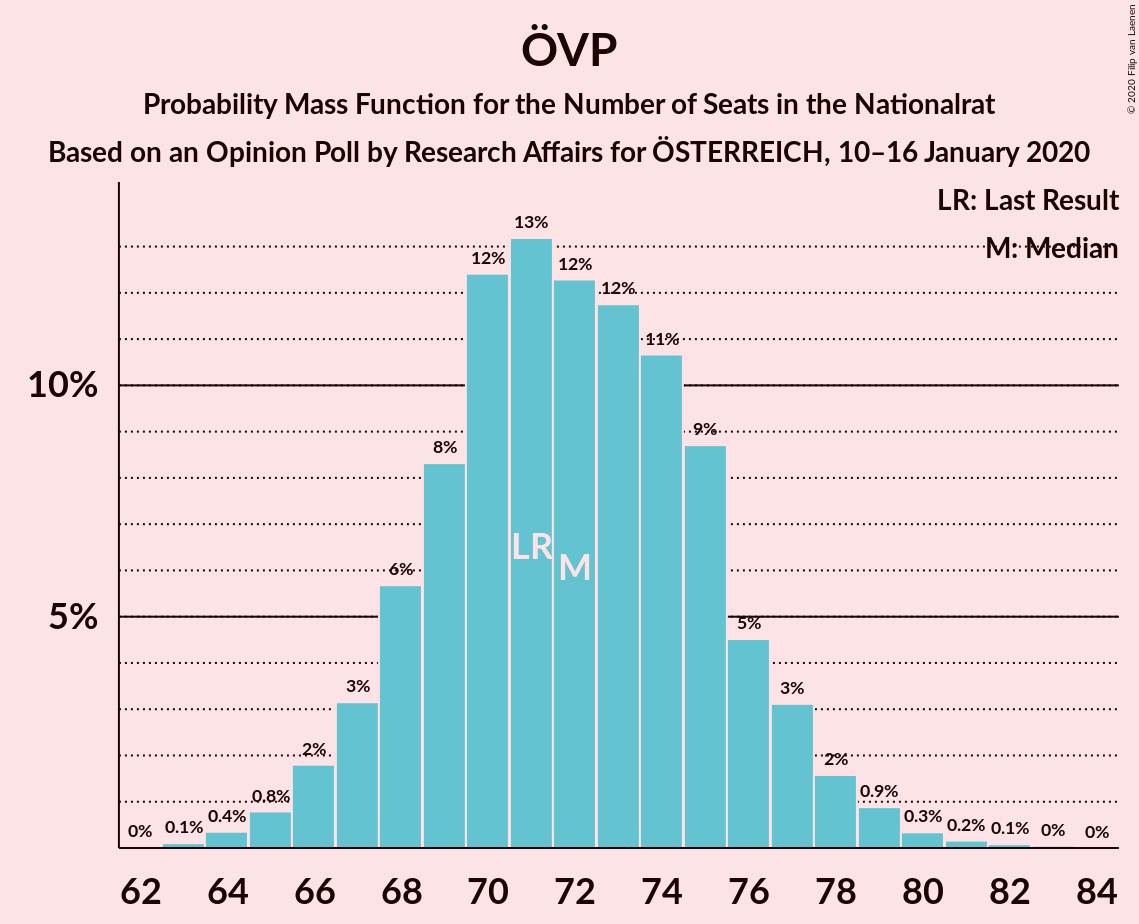 ÖVP
Probability Mass Function for the Number of Seats in the Nationalrat
Based on an Opinion Poll by Research Affairs for ÖSTERREICH, 10–16 January 2020
© 2020 Filip van Laenen
LR: Last Result
M: Median
13%
12%
12%
12%
11%
10%
9%
8%
LR
M
6%
5%
5%
3%
3%
2%
2%
0.8%
0.9%
0.4%
0.3%
0%
0.1%
0.2%
0.1%
0%
0%
62 64 66 68 70 72 74 76 78 80 82 84